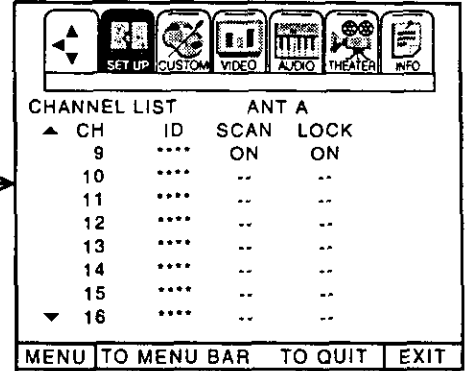 SET UP CUSTOM VIDEO AUDIO THEATER INFO
CHANNEL LIST ANT A
▲ CH ID SCAN LOCK
9 **** ON ON
10 **** -- --
11 **** -- --
12 **** -- --
13 **** -- --
14 **** -- --
15 **** -- --
▼ 16 **** -- --
MENU TO MENU BAR TO QUIT EXIT